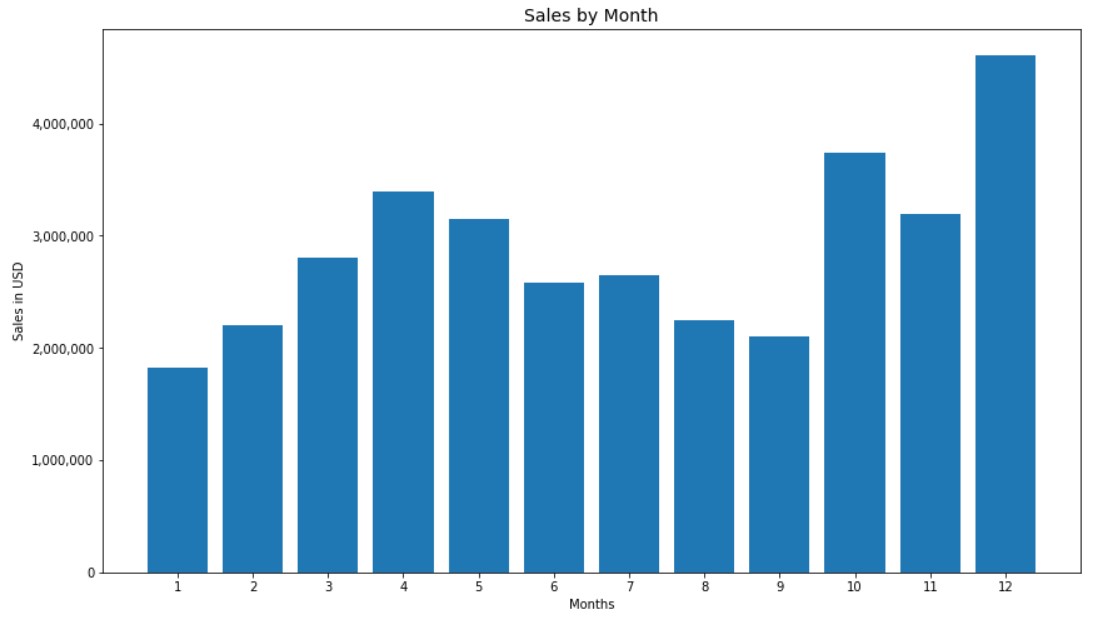 Sales by Month
Sales in USD
4,000,000
3,000,000
2,000,000
1,000,000
0
1 2 3 4 5 6 7 8 9 10 11 12
Months